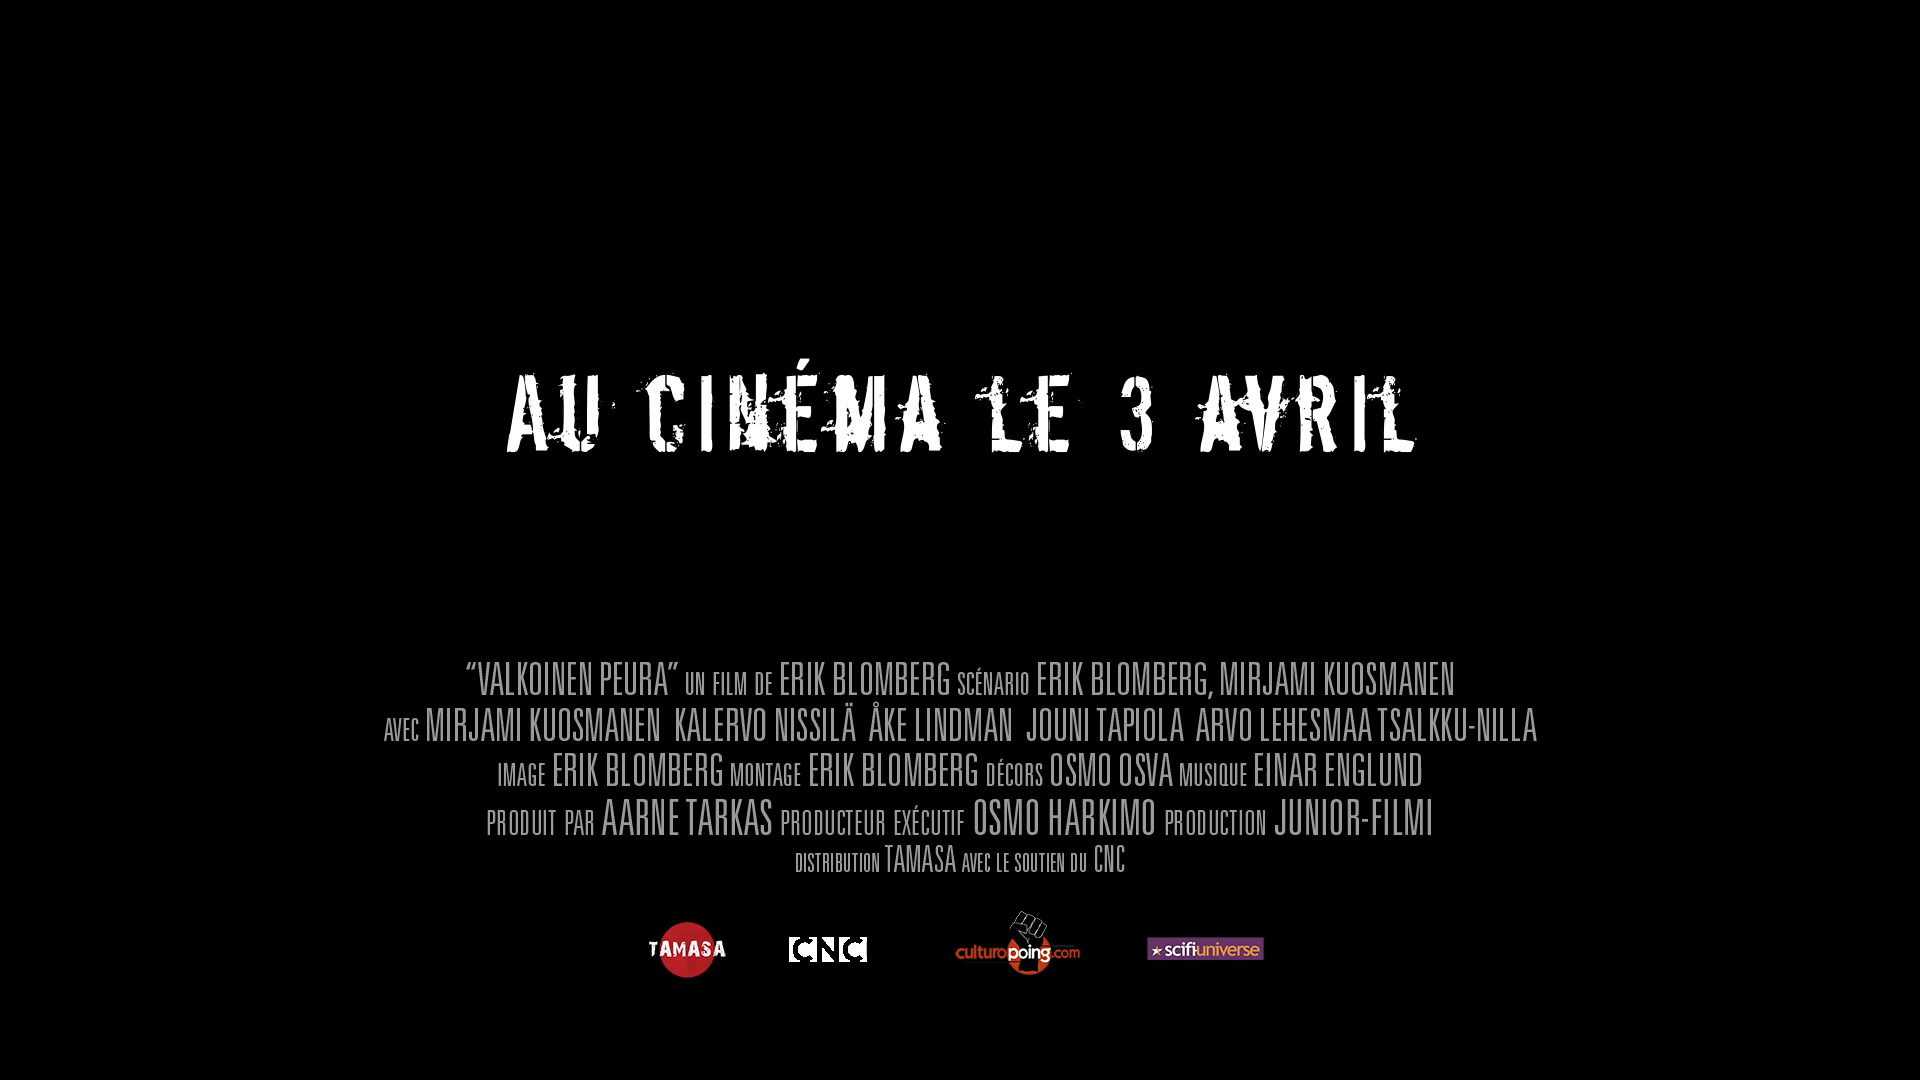 AU CINÉMA LE 3 AVRIL
“VALKOINEN PEURA” UN FILM DE ERIK BLOMBERG SCÉNARIO ERIK BLOMBERG, MIRJAMI KUOSMANEN
AVEC MIRJAMI KUOSMANEN KALERVO NISSILÄ ÅKE LINDMAN JOUNI TAPIOLA ARVO LEHESMAA TSALKKU-NILLA
IMAGE ERIK BLOMBERG MONTAGE ERIK BLOMBERG DÉCORS OSMO OSVA MUSIQUE EINAR ENGLUND
PRODUIT PAR AARNE TARKAS PRODUCTEUR EXÉCUTIF OSMO HARKIMO PRODUCTION JUNIOR-FILMI
DISTRIBUTION TAMASA AVEC LE SOUTIEN DU CNC
TAMASA CNC culturopoing.com scifi-universe